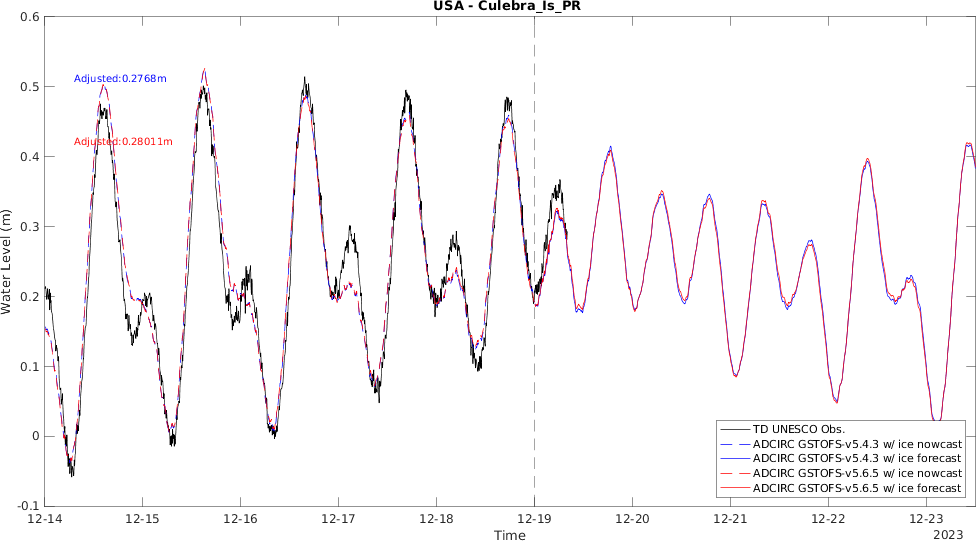 USA - Culebra_Is_PR
0.6
0.5
0.4
0.3
0.2
0.1
0
-0.1
Water Level (m)
Adjusted:0.2768m
Adjusted:0.28011m
TD UNESCO Obs.
ADCIRC GSTOFS-v5.4.3 w/ ice nowcast
ADCIRC GSTOFS-v5.4.3 w/ ice forecast
ADCIRC GSTOFS-v5.6.5 w/ ice nowcast
ADCIRC GSTOFS-v5.6.5 w/ ice forecast
12-14 12-15 12-16 12-17 12-18 12-19 12-20 12-21 12-22 12-23
Time
2023